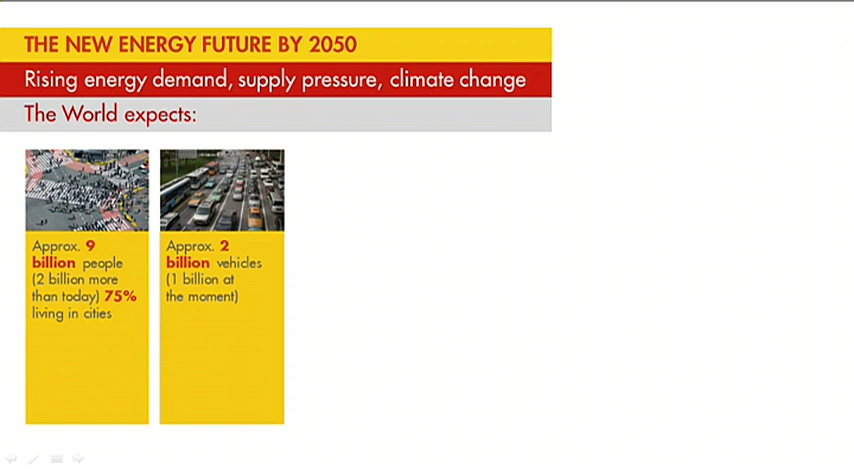 THE NEW ENERGY FUTURE BY 2050
Rising energy demand, supply pressure, climate change
The World expects:
Approx. 9
billion people
(2 billion more
than today) 75%
living in cities
Approx. 2
billion vehicles
(1 billion at
the moment)